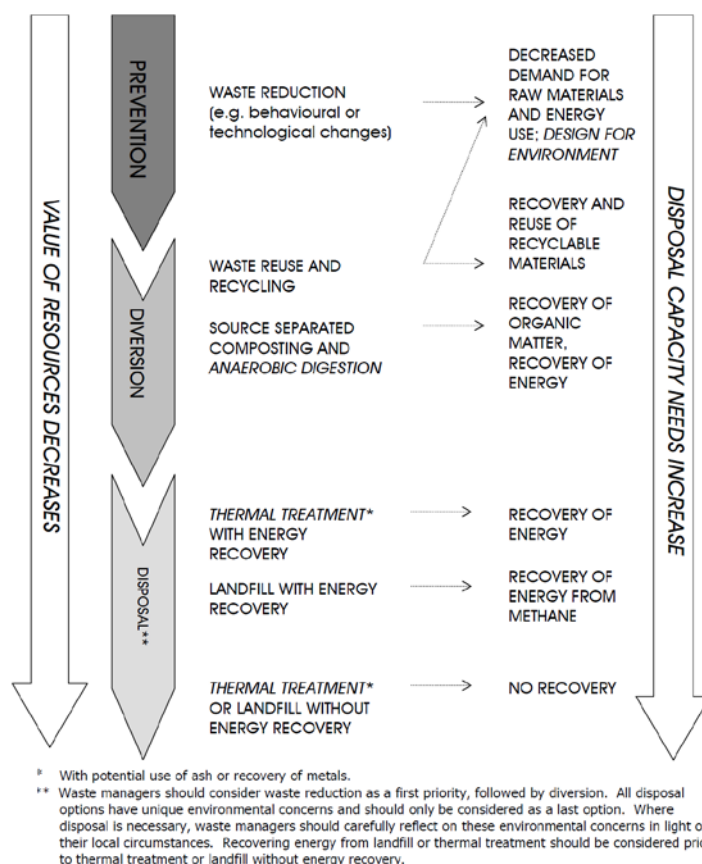 VALUE OF RESOURCES DECREASES
PREVENTION
WASTE REDUCTION
(e.g. behavioural or
technological changes)
DECREASED
DEMAND FOR
RAW MATERIALS
AND ENERGY
USE; DESIGN FOR
ENVIRONMENT
DIVERSION
WASTE REUSE AND
RECYCLING
RECOVERY AND
REUSE OF
RECYCLABLE
MATERIALS
SOURCE SEPARATED
COMPOSTING AND
ANAEROBIC DIGESTION
RECOVERY OF
ORGANIC
MATTER,
RECOVERY OF
ENERGY
DISPOSAL**
THERMAL TREATMENT*
WITH ENERGY
RECOVERY
RECOVERY OF
ENERGY
LANDFILL WITH ENERGY
RECOVERY
RECOVERY OF
ENERGY FROM
METHANE
THERMAL TREATMENT*
OR LANDFILL WITHOUT
ENERGY RECOVERY
NO RECOVERY
DISPOSAL CAPACITY NEEDS INCREASE
* With potential use of ash or recovery of metals.
** Waste managers should consider waste reduction as a first priority, followed by diversion. All disposal
options have unique environmental concerns and should only be considered as a last option. Where
disposal is necessary, waste managers should carefully reflect on these environmental concerns in light o
their local circumstances. Recovering energy from landfill or thermal treatment should be considered prio
to thermal treatment or landfill without energy recovery.